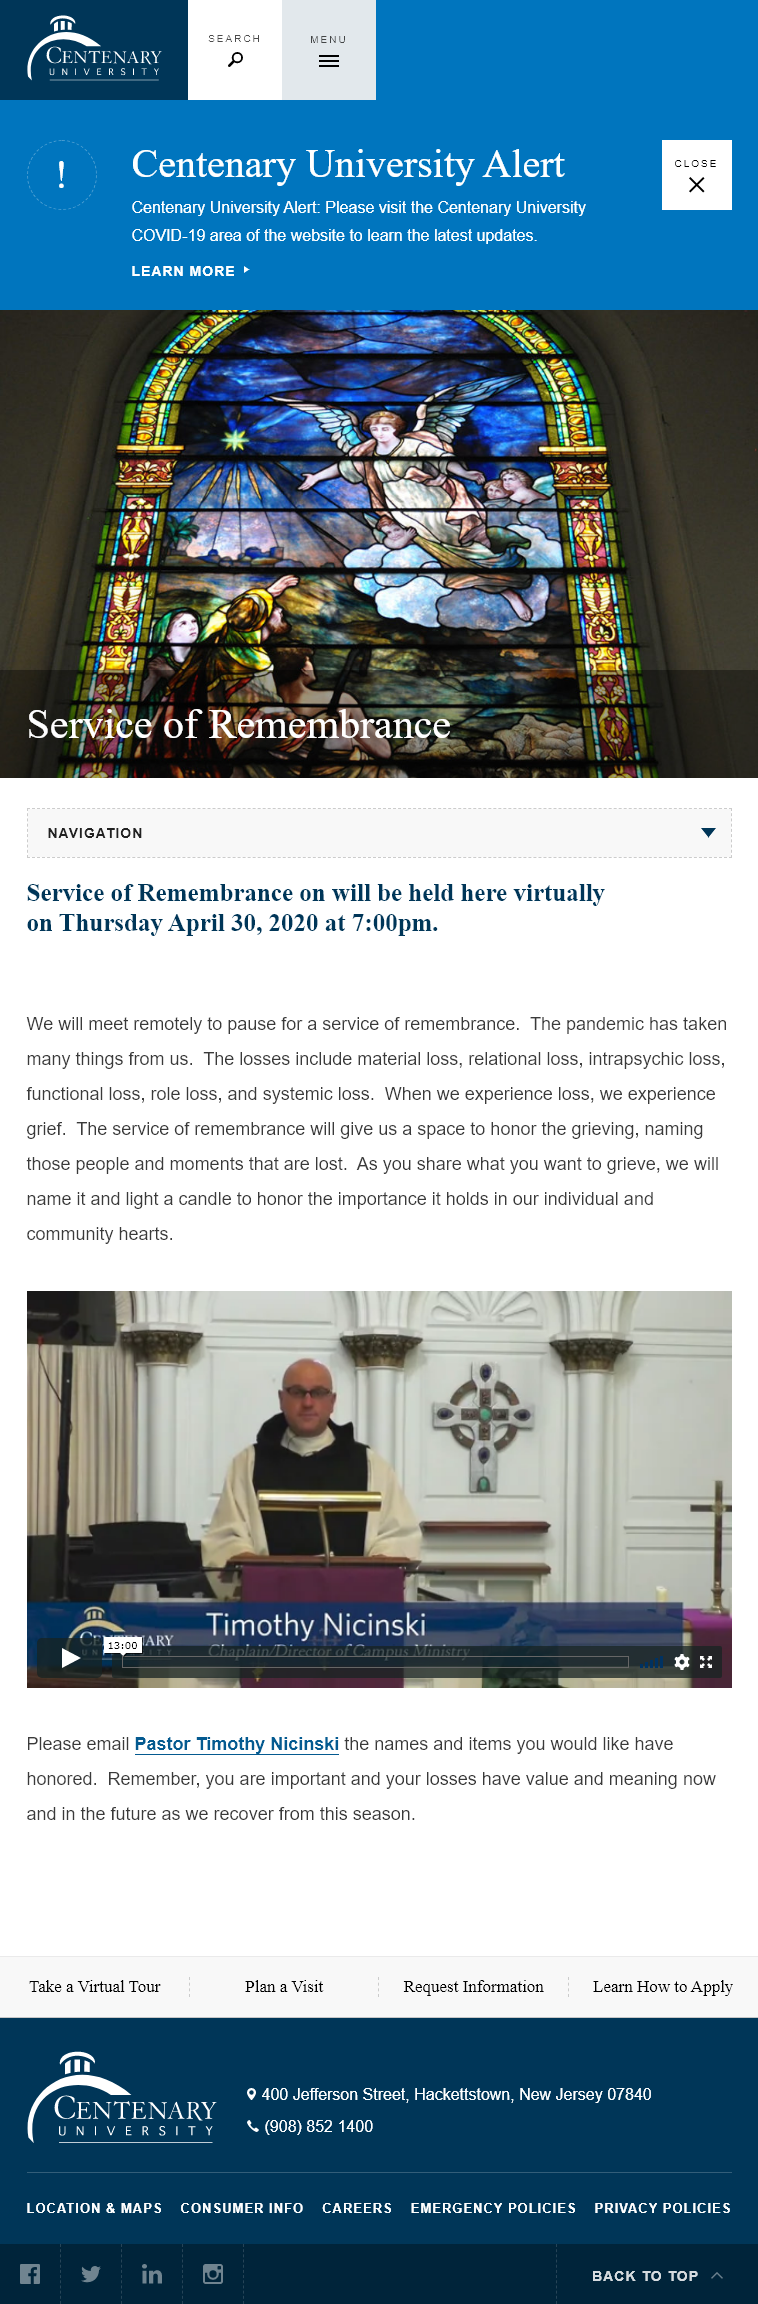 CENTENARY
UNIVERSITY
SEARCH
MENU
Centenary University Alert
!
CLOSE
Centenary University Alert: Please visit the Centenary University
COVID-19 area of the website to learn the latest updates.
LEARN MORE
Service of Remembrance
NAVIGATION
Service of Remembrance on will be held here virtually
on Thursday April 30, 2020 at 7:00pm.
We will meet remotely to pause for a service of remembrance.  The pandemic has taken
many things from us.  The losses include material loss, relational loss, intrapsychic loss,
functional loss, role loss, and systemic loss.  When we experience loss, we experience
grief.  The service of remembrance will give us a space to honor the grieving, naming
those people and moments that are lost.  As you share what you want to grieve, we will
name it and light a candle to honor the importance it holds in our individual and
community hearts.
Timothy Nicinski
Chaplain/Director of Campus Ministry
13:00
Please email Pastor Timothy Nicinski the names and items you would like have
honored.  Remember, you are important and your losses have value and meaning now
and in the future as we recover from this season.
Take a Virtual Tour
Plan a Visit
Request Information
Learn How to Apply
CENTENARY
UNIVERSITY
400 Jefferson Street, Hackettstown, New Jersey 07840
(908) 852 1400
LOCATION & MAPS
CONSUMER INFO
CAREERS
EMERGENCY POLICIES
PRIVACY POLICIES
BACK TO TOP